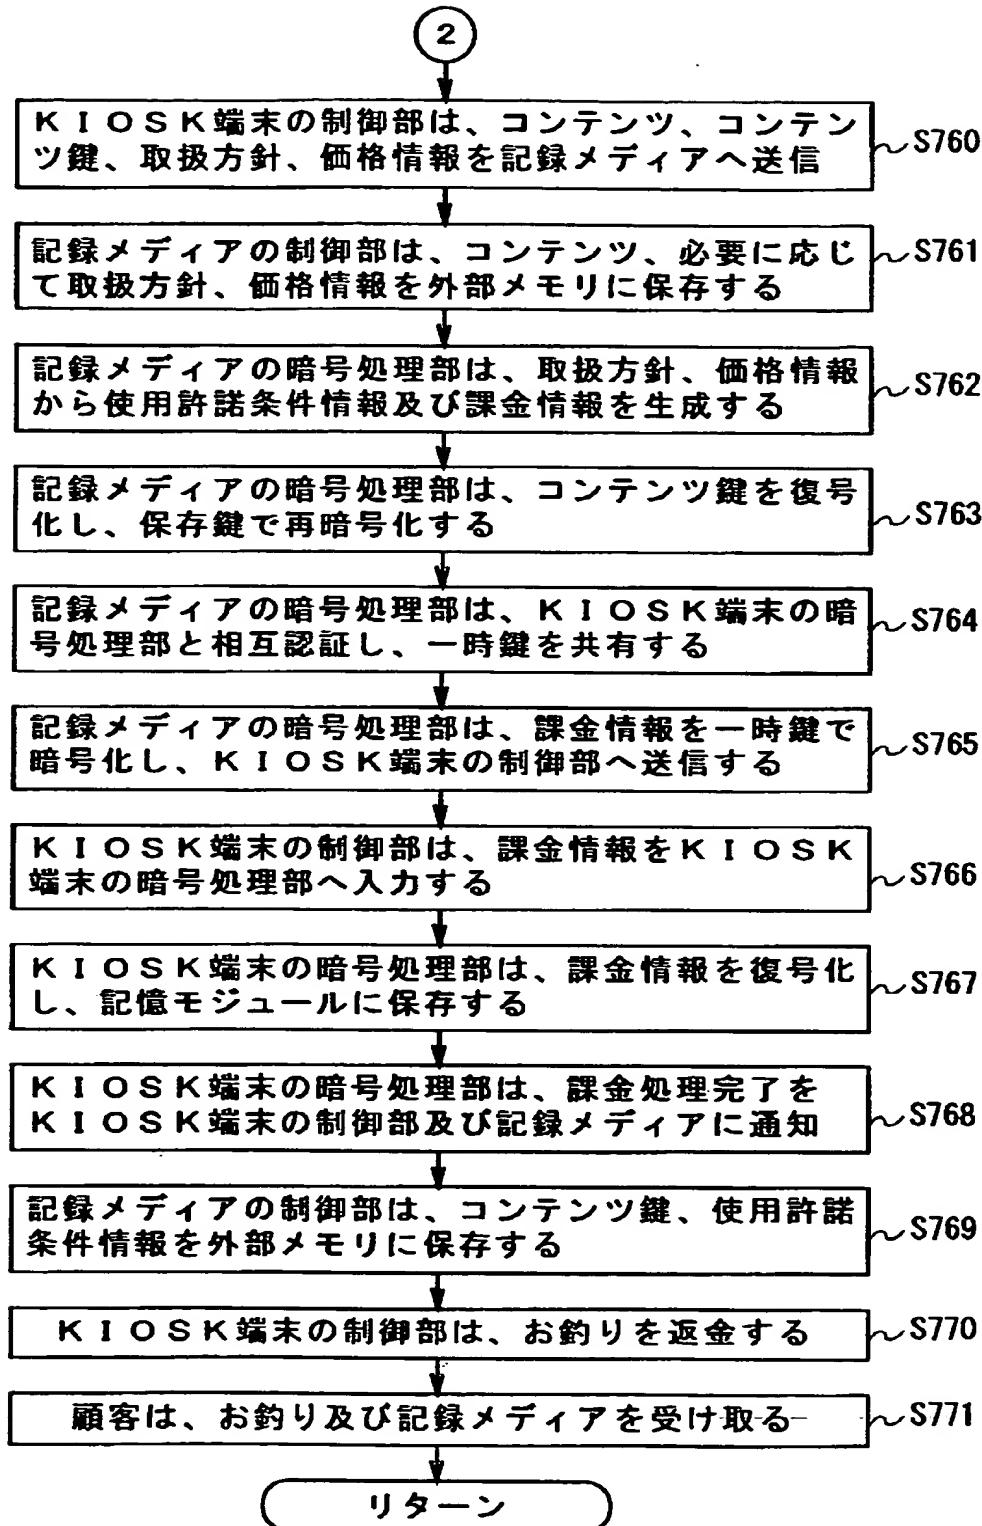 2
KIOSK端末の制御部は、コンテンツ、コンテン
ツ鍵、取扱方針、価格情報を記録メディアへ送信
S760
記録メディアの制御部は、コンテンツ、必要に応じ
て取扱方針、価格情報を外部メモリに保存する
S761
記録メディアの暗号処理部は、取扱方針、価格情報
から使用許諾条件情報及び課金情報を生成する
S762
記録メディアの暗号処理部は、コンテンツ鍵を復号
化し、保存鍵で再暗号化する
S763
記録メディアの暗号処理部は、KIOSK端末の暗
号処理部と相互認証し、一時鍵を共有する
S764
記録メディアの暗号処理部は、課金情報を一時鍵で
暗号化し、KIOSK端末の制御部へ送信する
S765
KIOSK端末の制御部は、課金情報をKIOSK
端末の暗号処理部へ入力する
S766
KIOSK端末の暗号処理部は、課金情報を復号化
し、記憶モジュールに保存する
S767
KIOSK端末の暗号処理部は、課金処理完了を
KIOSK端末の制御部及び記録メディアに通知
S768
記録メディアの制御部は、コンテンツ鍵、使用許諾
条件情報を外部メモリに保存する
S769
KIOSK端末の制御部は、お釣りを返金する
S770
顧客は、お釣り及び記録メディアを受け取る
S771
リターン